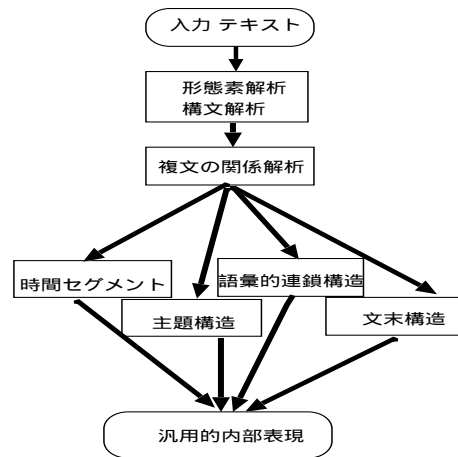 入力 テキスト
形態素解析
構文解析
複文の関係解析
時間セグメント
語彙的連鎖構造
主題構造
文末構造
汎用的内部表現